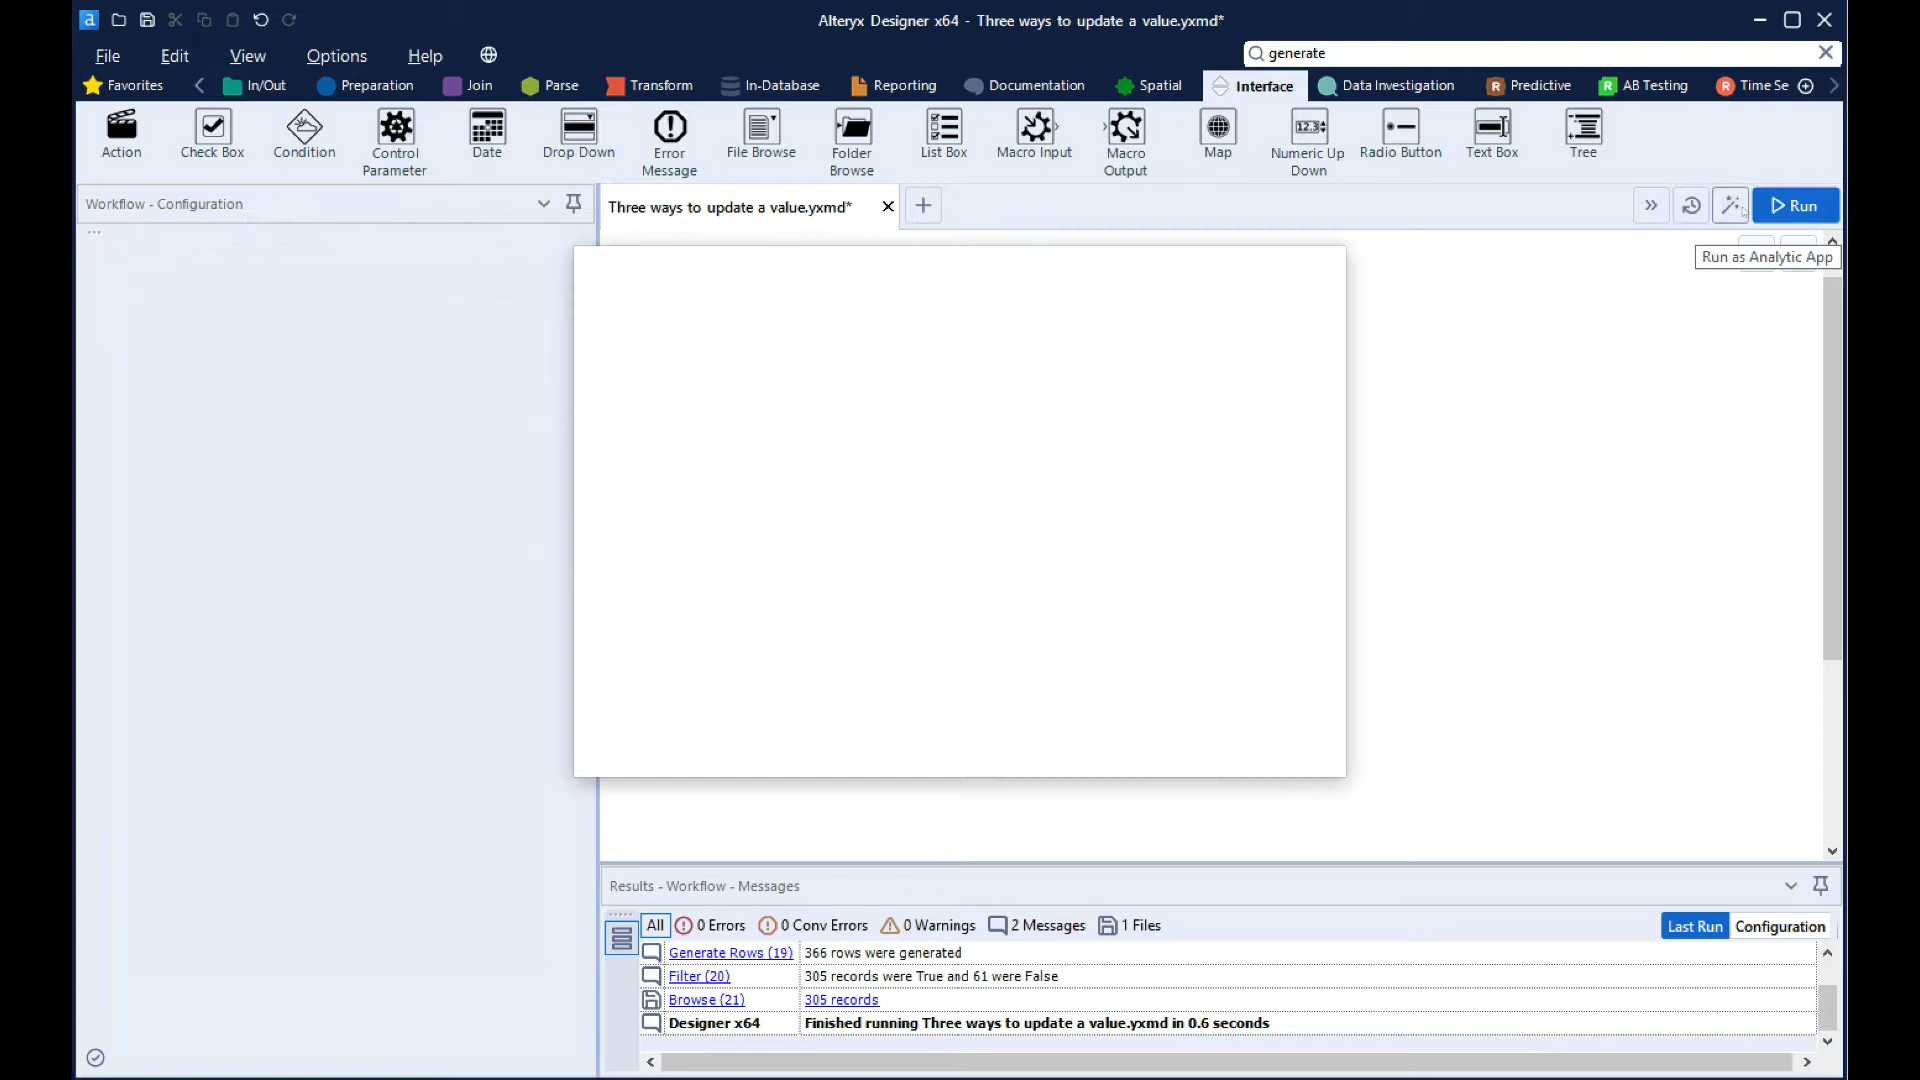 a
Alteryx Designer x64 - Three ways to update a value.yxmd*
File Edit View Options Help
generate
Favorites In/Out Preparation Join Parse Transform In-Database Reporting Documentation Spatial Interface Data Investigation R Predictive R AB Testing R Time Se
Action Check Box Condition Control Parameter Date Drop Down Error Message File Browse Folder Browse List Box Macro Input Macro Output Map 12.3 Numeric Up Down Radio Button Text Box Tree
Workflow - Configuration
Three ways to update a value.yxmd*
Run
Run as Analytic App
Results - Workflow - Messages
All 0 Errors 0 Conv Errors 0 Warnings 2 Messages 1 Files Last Run Configuration
Generate Rows (19) 366 rows were generated
Filter (20) 305 records were True and 61 were False
Browse (21) 305 records
Designer x64 Finished running Three ways to update a value.yxmd in 0.6 seconds